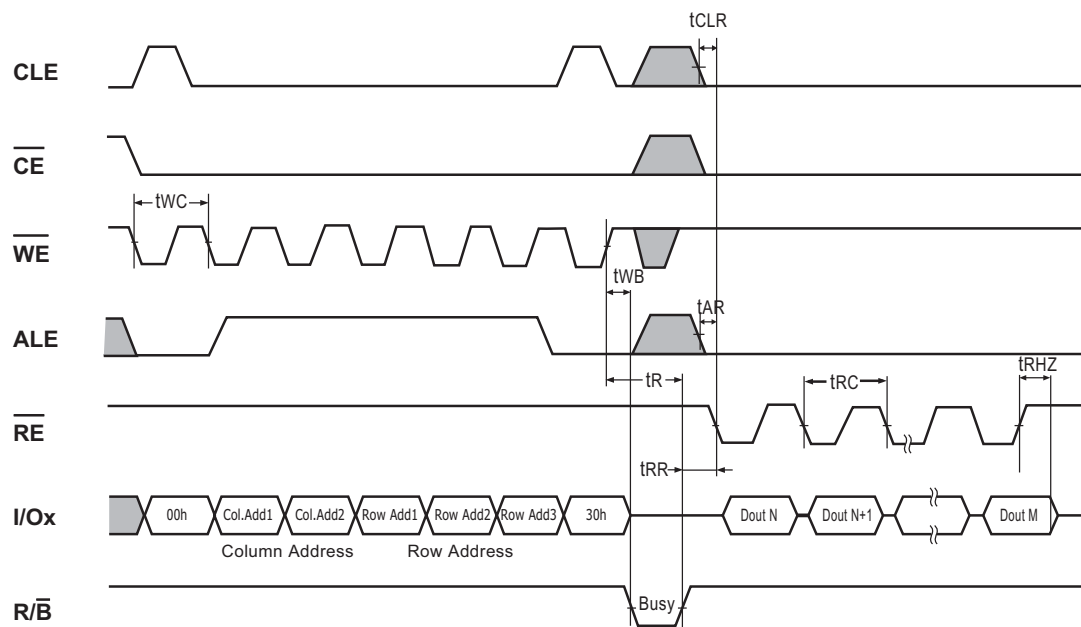 tCLR
CLE
CE
tWC
WE
tWB
tAR
ALE
tR
tRC
tRHZ
RE
tRR
I/Ox
00h Col.Add1 Col.Add2 Row Add1 Row Add2 Row Add3 30h Dout N Dout N+1 Dout M
Column Address Row Address
R/B
Busy